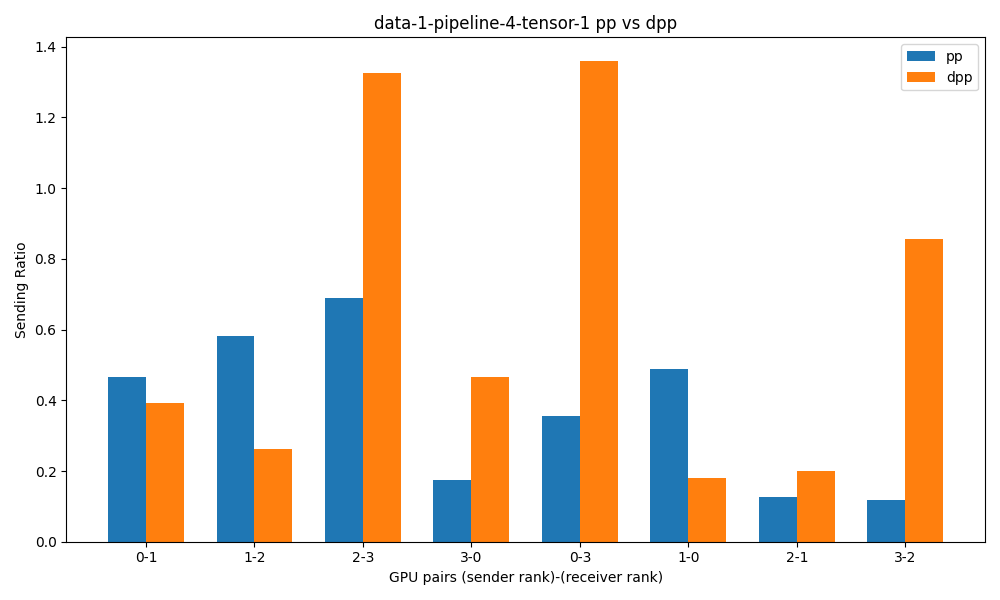 data-1-pipeline-4-tensor-1 pp vs dpp
pp
dpp
Sending Ratio
1.4
1.2
1.0
0.8
0.6
0.4
0.2
0.0
0-1 1-2 2-3 3-0 0-3 1-0 2-1 3-2
GPU pairs (sender rank)-(receiver rank)